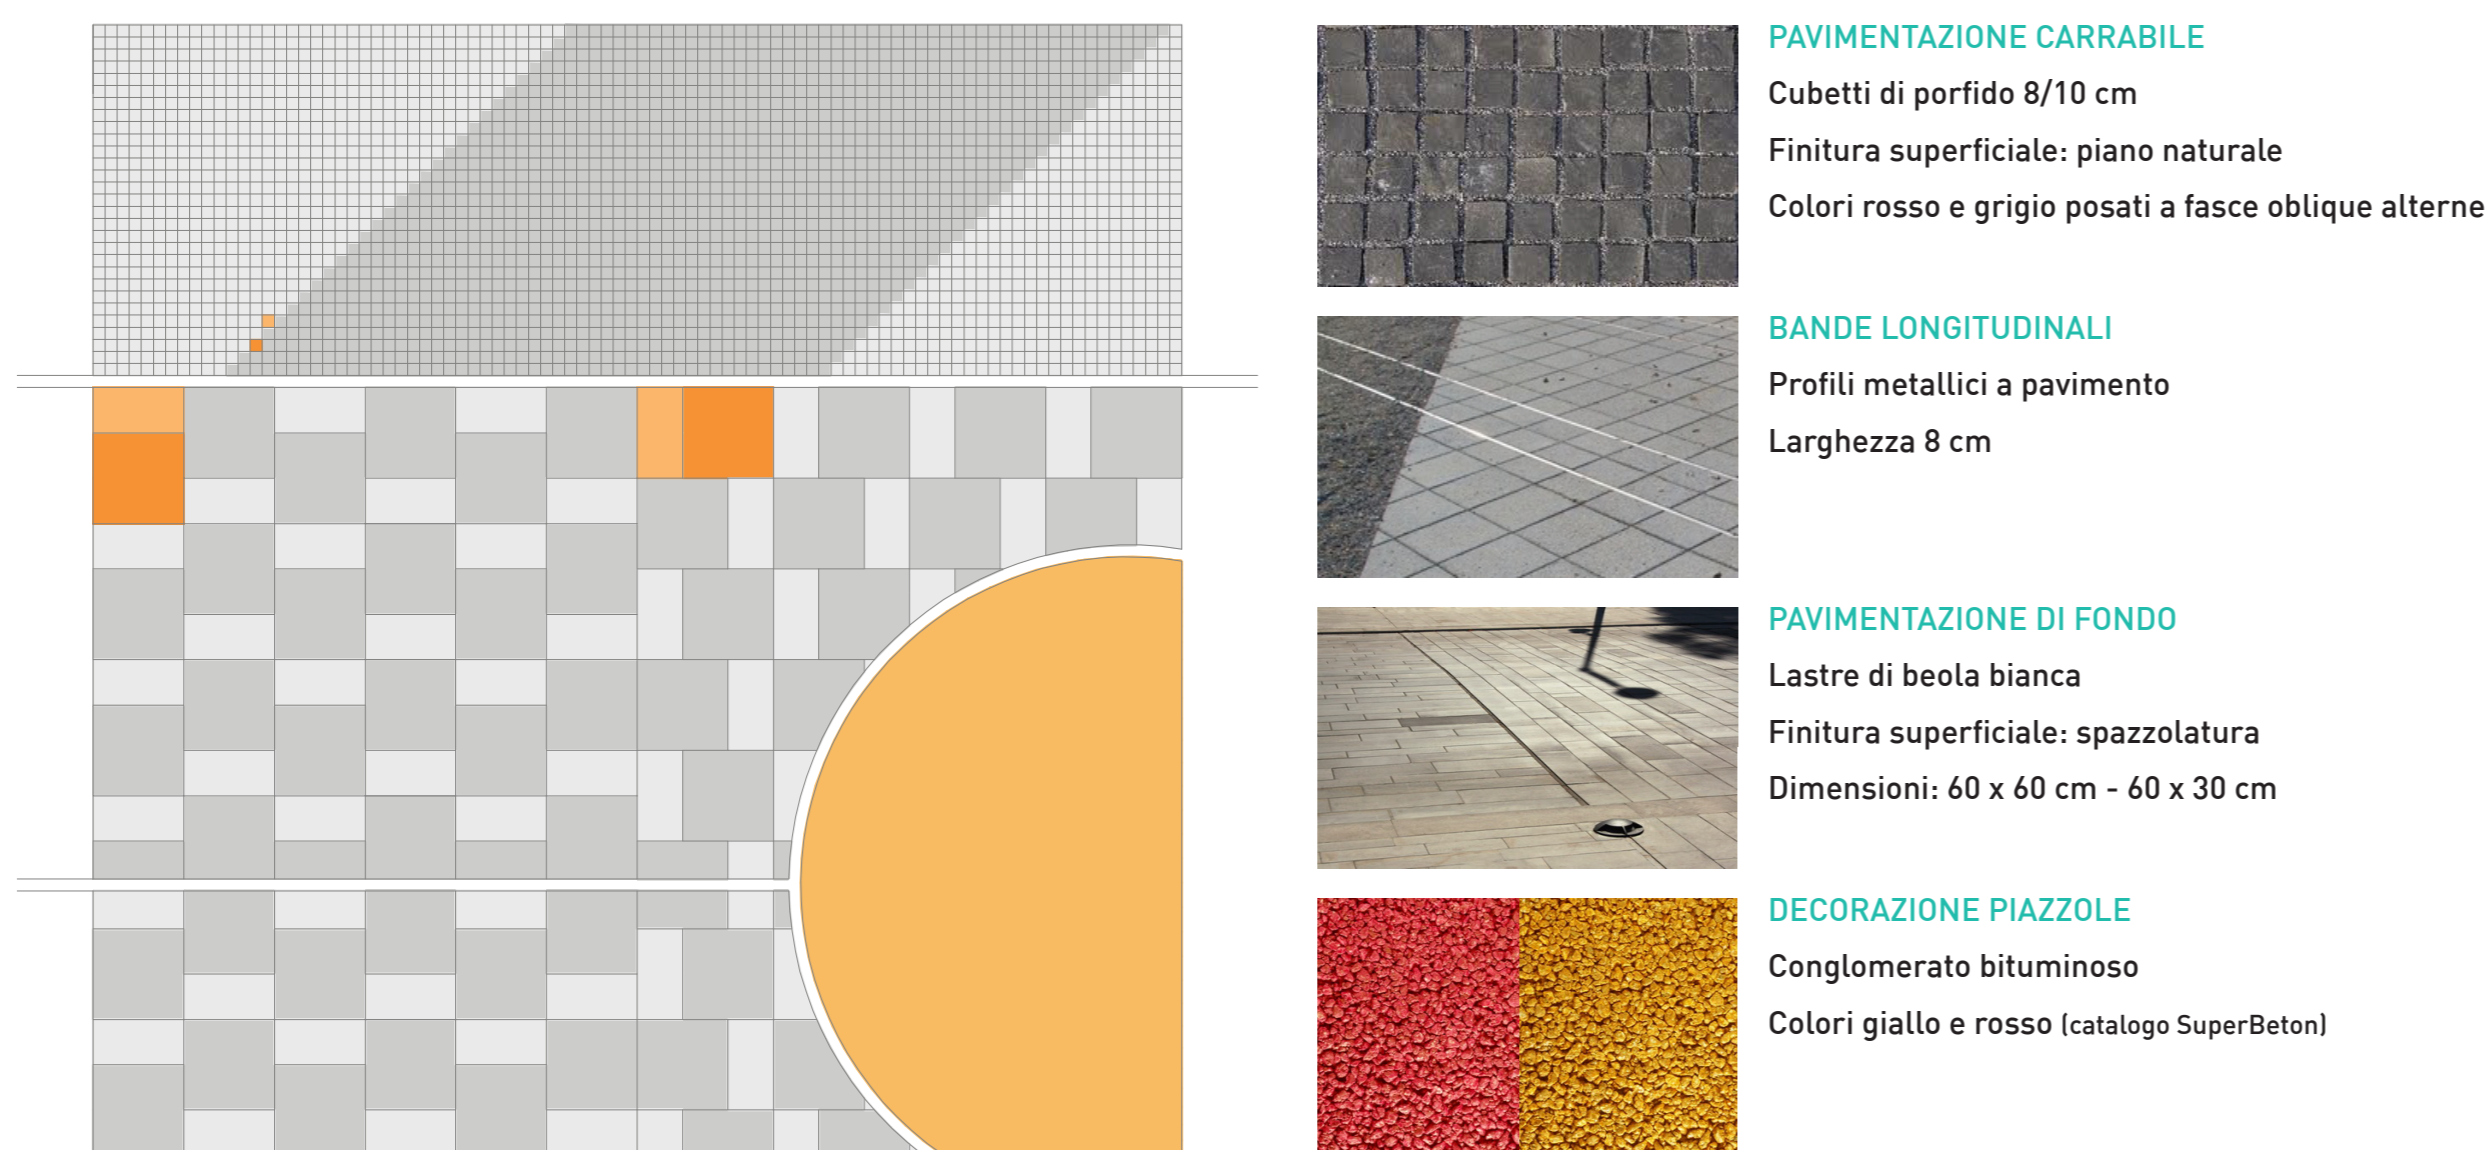 PAVIMENTAZIONE CARRABILE
Cubetti di porfido 8/10 cm
Finitura superficiale: piano naturale
Colori rosso e grigio posati a fasce oblique alterne
BANDE LONGITUDINALI
Profili metallici a pavimento
Larghezza 8 cm
PAVIMENTAZIONE DI FONDO
Lastre di beola bianca
Finitura superficiale: spazzolatura
Dimensioni: 60 x 60 cm - 60 x 30 cm
DECORAZIONE PIAZZOLE
Conglomerato bituminoso
Colori giallo e rosso (catalogo SuperBeton)